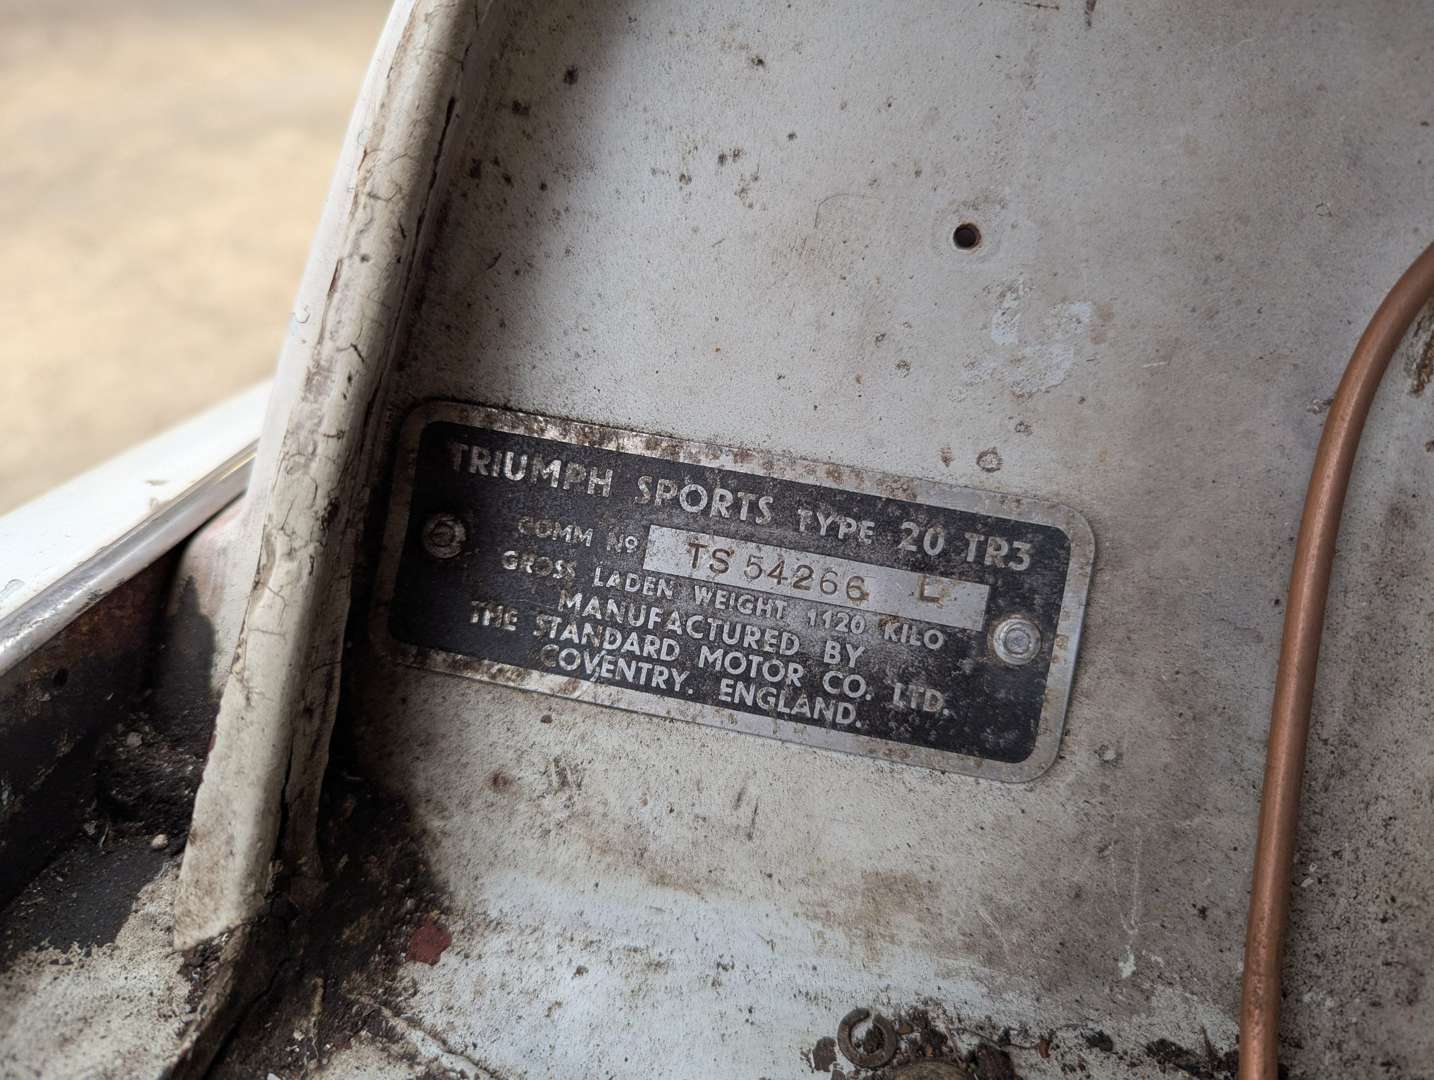 TRIUMPH SPORTS TYPE 20 TR3
COMM Nº TS 54266 L
GROSS LADEN WEIGHT 1120 KILO
MANUFACTURED BY
THE STANDARD MOTOR CO. LTD.
COVENTRY. ENGLAND.